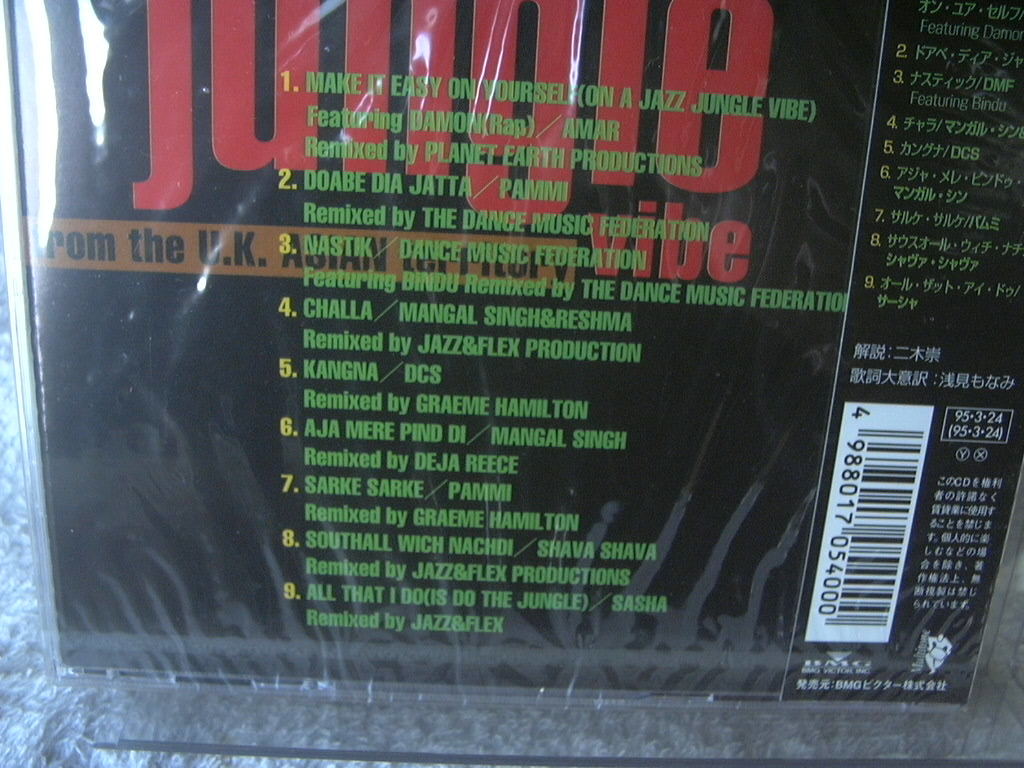 jungle
vibe
from the U.K. ASIAN territory
1. MAKE IT EASY ON YOURSELF(ON A JAZZ JUNGLE VIBE)
Featuring DAMON(Rap)／AMAR
Remixed by PLANET EARTH PRODUCTIONS
2. DOABE DIA JATTA／PAMMI
Remixed by THE DANCE MUSIC FEDERATION
3. NASTIK／DANCE MUSIC FEDERATION
Featuring BINDU Remixed by THE DANCE MUSIC FEDERATION
4. CHALLA／MANGAL SINGH&RESHMA
Remixed by JAZZ&FLEX PRODUCTION
5. KANGNA／DCS
Remixed by GRAEME HAMILTON
6. AJA MERE PIND DI／MANGAL SINGH
Remixed by DEJA REECE
7. SARKE SARKE／PAMMI
Remixed by GRAEME HAMILTON
8. SOUTHALL WICH NACHDI／SHAVA SHAVA
Remixed by JAZZ&FLEX PRODUCTIONS
9. ALL THAT I DO(IS DO THE JUNGLE)／SASHA
Remixed by JAZZ&FLEX
オン・ユア・セルフ/
Featuring Damon
2. ドアベ・ディア・ジャ
3. ナスティック/DMF
Featuring Bindu
4. チャラ/マンガル・シン
5. カングナ/DCS
6. アジャ・メレ・ピンドゥ・
マンガル・シン
7. サルケ・サルケ/パムミ
8. サウスオール・ウィチ・ナチ
シャヴァ・シャヴァ
9. オール・ザット・アイ・ドゥ/
サーシャ
解説：二木崇
歌詞大意訳：浅見もなみ
4 988017 054000
95・3・24
(95・3・24)
Ⓨ ⓧ
このCDを権利
者の許諾なく
賃貸業に使用す
ることを禁じま
す。個人的に楽
しむなどの場
合を除き、著
作権法上、無
断複製は禁じ
られています。
BMG
BMG VICTOR, INC.
発売元：BMGビクター株式会社